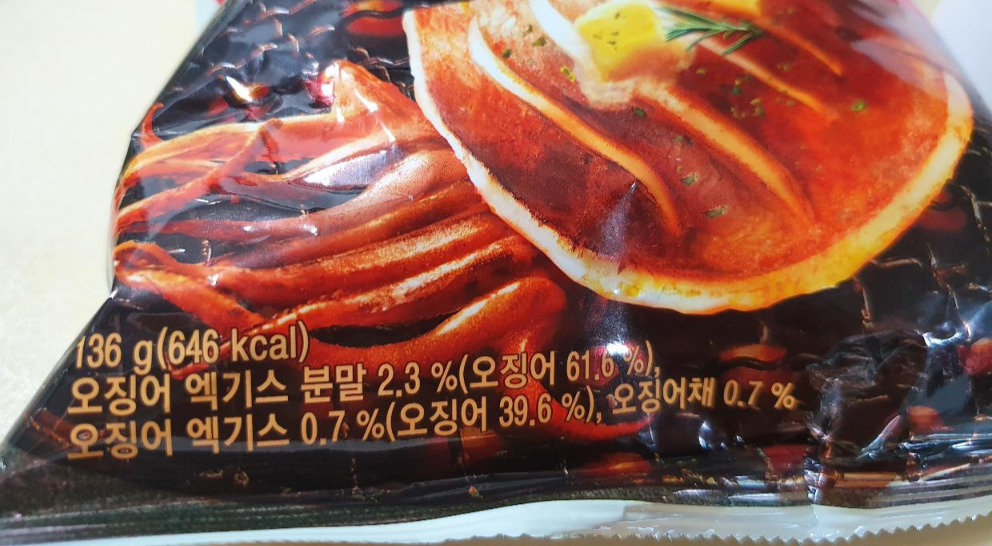 136 g(646 kcal)
오징어 엑기스 분말 2.3 %(오징어 61.6 %),
오징어 엑기스 0.7 %(오징어 39.6 %), 오징어채 0.7 %